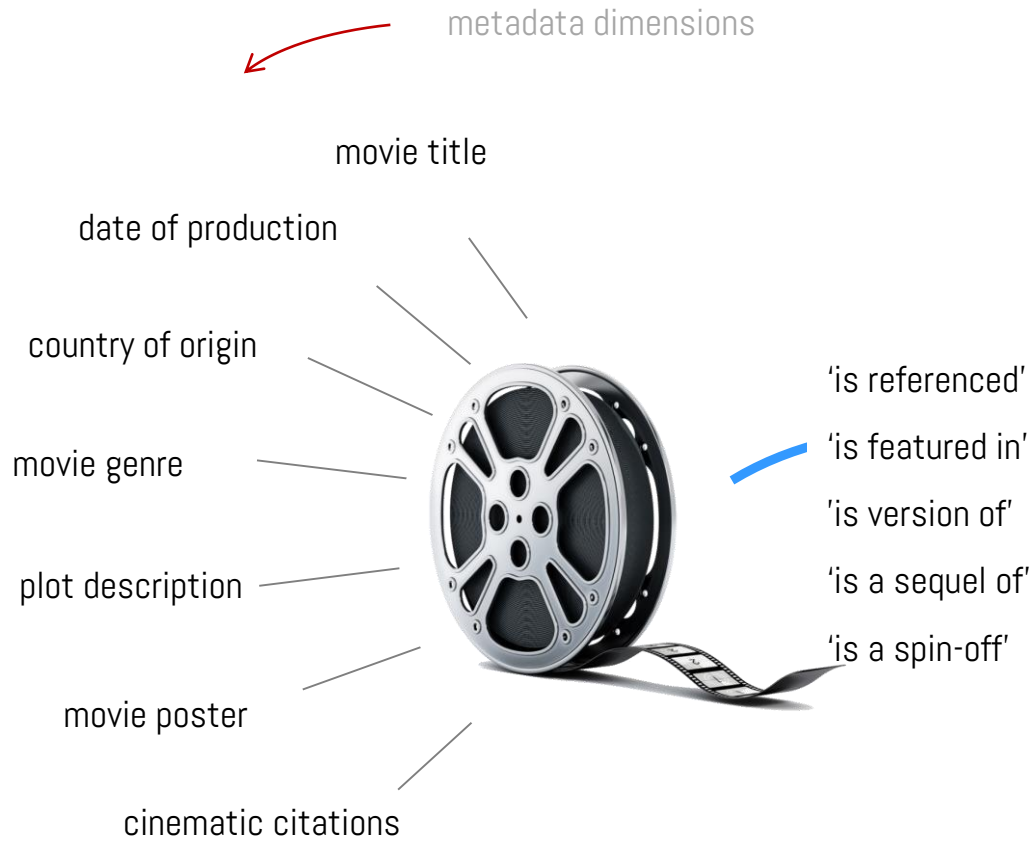 metadata dimensions
movie title
date of production
country of origin
movie genre
plot description
movie poster
cinematic citations
‘is referenced’
‘is featured in’
’is version of’
‘is a sequel of’
‘is a spin-off’